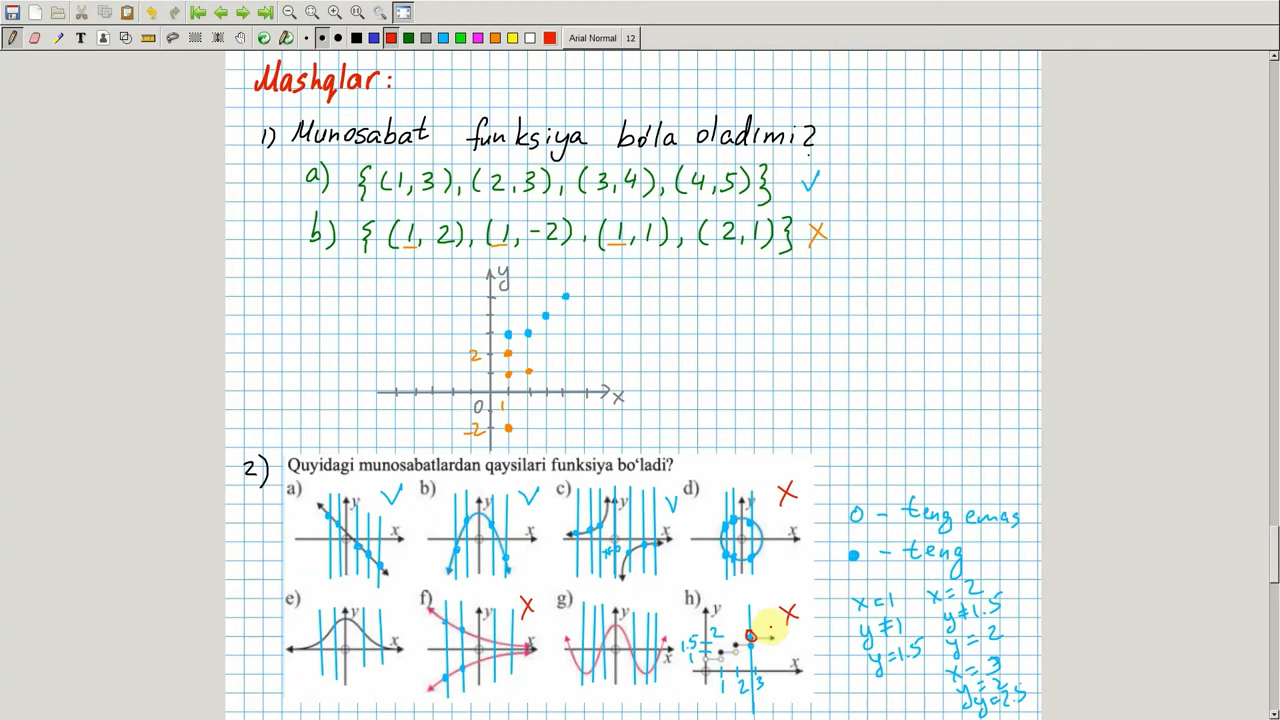 Arial Normal 12
Mashqlar:
1) Munosabat funksiya bo'la oladimi?
a) {(1,3), (2,3), (3,4), (4,5)} ✓
b) {(1, 2), (1, -2), (1, 1), (2,1)} X
y
2
0 1 x
-2
2) Quyidagi munosabatlardan qaysilari funksiya bo‘ladi?
a) y x ✓ b) y x ✓ c) y x ✓ d) y x X
o - teng emas
• - teng
e) y x f) y x X g) y x h) y x X
2
1.5
1
1 2 3
x=1
y≠1
y=1.5
x=2
y≠1.5
y=2
x=3
y=2
y=2.5